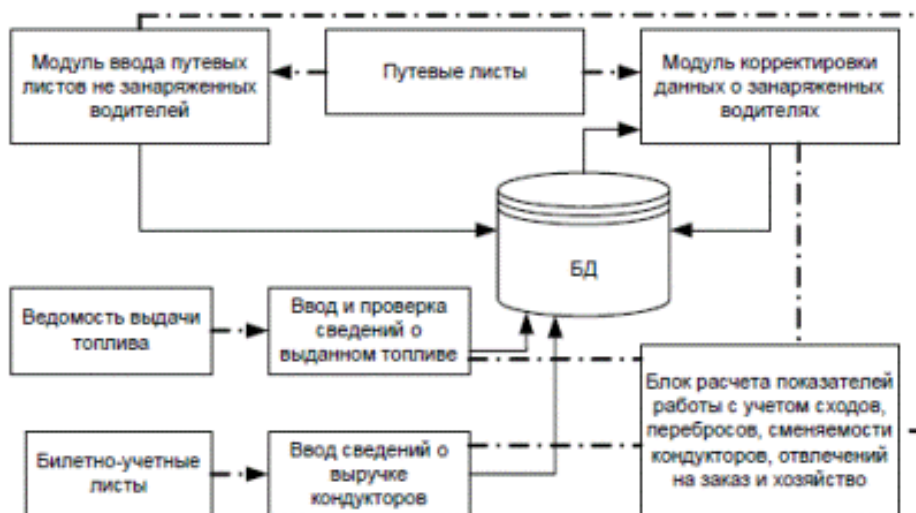 Модуль ввода путевых
листов не занаряженных
водителей
Путевые листы
Модуль корректировки
данных о занаряженных
водителях
БД
Ведомость выдачи
топлива
Ввод и проверка
сведений о
выданном топливе
Блок расчета показателей
работы с учетом сходов,
перебросов, сменяемости
кондукторов, отвлечений
на заказ и хозяйство
Билетно-учетные
листы
Ввод сведений о
выручке
кондукторов